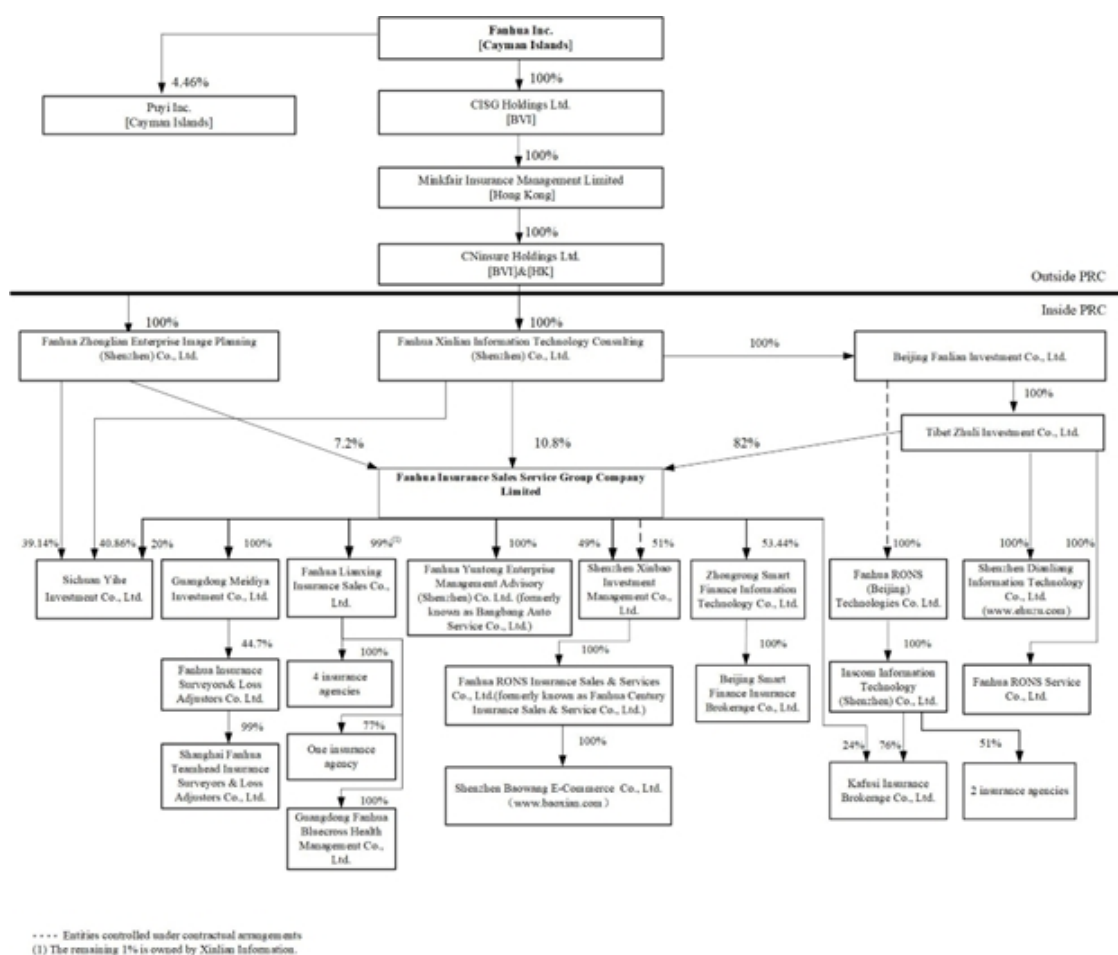 Fanhua Inc.
[Cayman Islands]
4.46%
100%
Puyi Inc.
[Cayman Islands]
CISG Holdings Ltd.
[BVI]
100%
Minkfair Insurance Management Limited
[Hong Kong]
100%
CNinsure Holdings Ltd.
[BVI]&[HK]
Outside PRC
Inside PRC
100%
100%
Fanhua Zhonglian Enterprise Image Planning
(Shenzhen) Co., Ltd.
Fanhua Xinlian Information Technology Consulting
(Shenzhen) Co., Ltd.
100%
Beijing Fanlian Investment Co., Ltd.
100%
Tibet Zhuli Investment Co., Ltd.
7.2%
10.8%
82%
Fanhua Insurance Sales Service Group Company
Limited
39.14%
40.86%
20%
100%
99%(1)
100%
49%
51%
53.44%
100%
100%
100%
Sichuan Yihe
Investment Co., Ltd.
Guangdong Meidiya
Investment Co., Ltd.
Fanhua Lianxing
Insurance Sales Co.,
Ltd.
Fanhua Yuntong Enterprise
Management Advisory
(Shenzhen) Co. Ltd. (formerly
known as Bangbang Auto
Service Co., Ltd.)
Shenzhen Xinbao
Investment
Management Co.,
Ltd.
Zhongrong Smart
Finance Information
Technology Co., Ltd.
Fanhua RONS
(Beijing)
Technologies Co. Ltd.
Shenzhen Dianliang
Information Technology
Co., Ltd.
(www.ehuzu.com)
44.7%
100%
100%
100%
100%
Fanhua Insurance
Surveyors& Loss
Adjustors Co. Ltd.
4 insurance
agencies
Fanhua RONS Insurance Sales & Services
Co., Ltd.(formerly known as Fanhua Century
Insurance Sales & Service Co., Ltd.)
Beijing Smart
Finance Insurance
Brokerage Co., Ltd.
Inscom Information
Technology
(Shenzhen) Co., Ltd.
Fanhua RONS Service
Co., Ltd.
99%
77%
100%
24%
76%
51%
Shanghai Fanhua
Teamhead Insurance
Surveyors & Loss
Adjustors Co., Ltd.
One insurance
agency
Shenzhen Baowang E-Commerce Co., Ltd.
（www.baoxian.com）
Kafusi Insurance
Brokerage Co., Ltd.
2 insurance agencies
100%
Guangdong Fanhua
Bluecross Health
Management Co.,
Ltd.
---- Entities controlled under contractual arrangements
(1) The remaining 1% is owned by Xinlian Information.